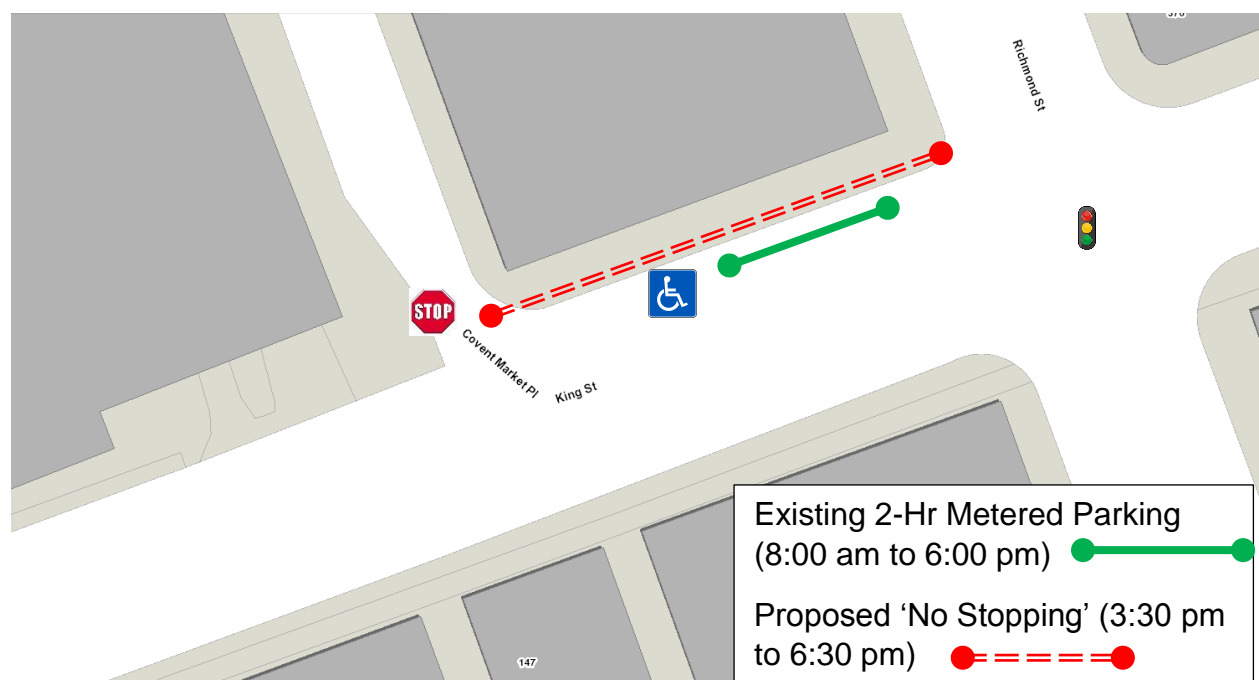 370
Richmond St
STOP
Covent Market Pl
King St
Existing 2-Hr Metered Parking
(8:00 am to 6:00 pm)
Proposed ‘No Stopping’ (3:30 pm
to 6:30 pm)
147